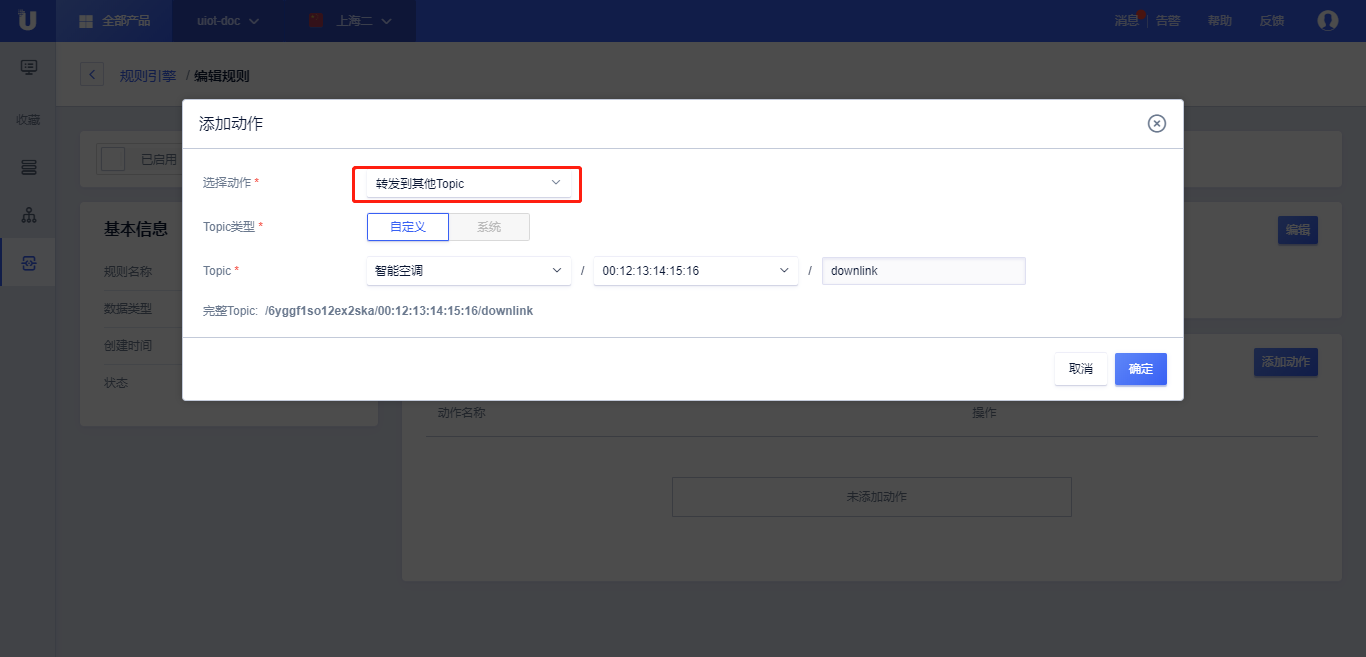 全部产品 uiot-doc 上海二 消息 告警 帮助 反馈
规则引擎 / 编辑规则
收藏
添加动作
已启用
选择动作 * 转发到其他Topic
Topic类型 * 自定义 系统
基本信息
编辑
Topic * 智能空调 / 00:12:13:14:15:16 / downlink
规则名称
数据类型
完整Topic: /6yggf1so12ex2ska/00:12:13:14:15:16/downlink
创建时间
添加动作
取消 确定
状态
动作名称 操作
未添加动作